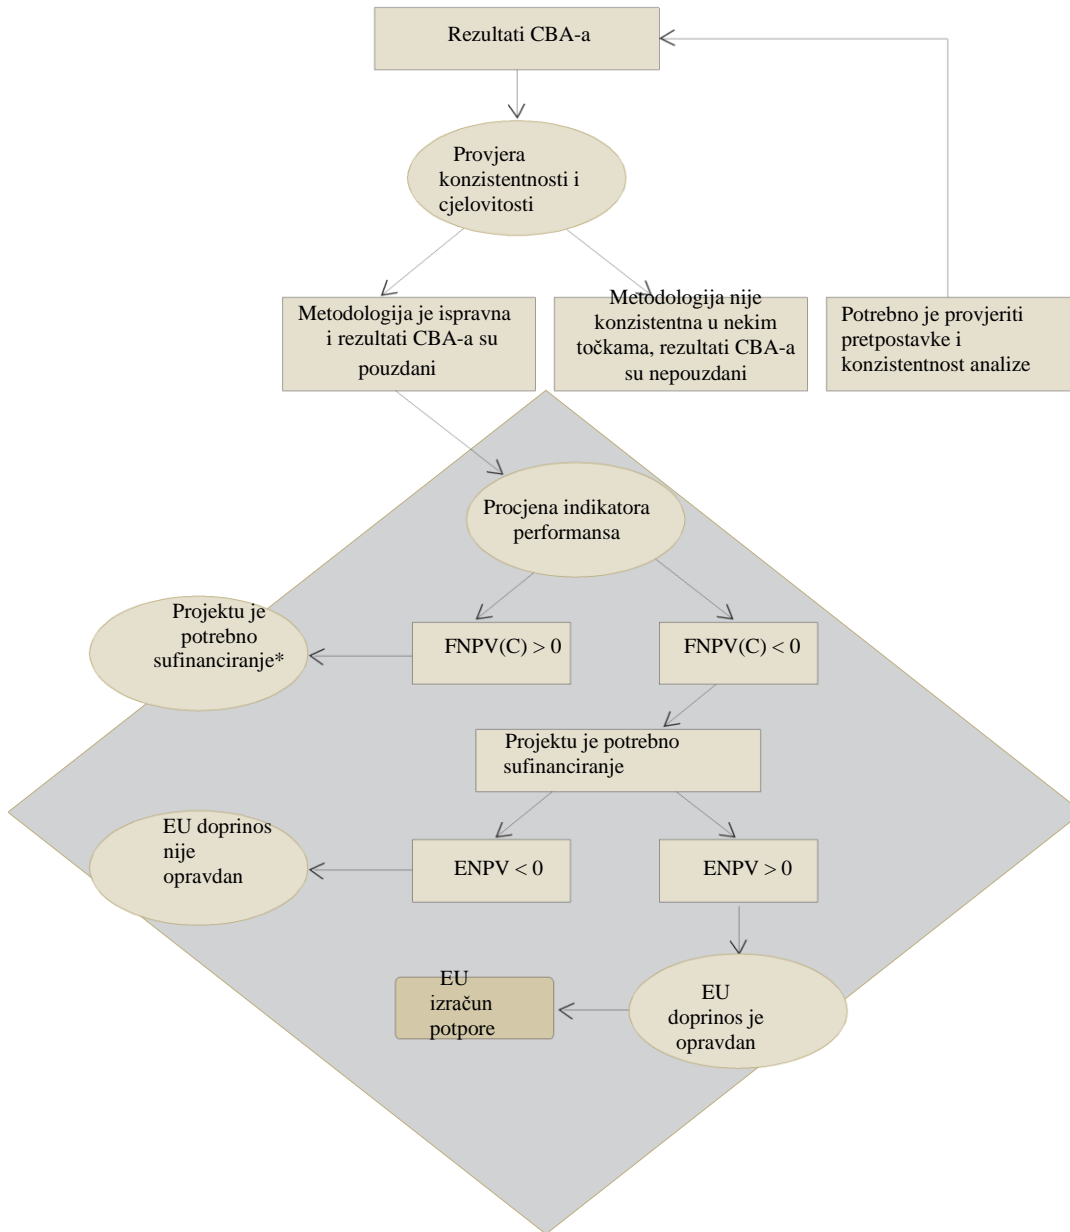 Rezultati CBA-a
Provjera
konzistentnosti i
cjelovitosti
Metodologija je ispravna
i rezultati CBA-a su
pouzdani
Metodologija nije
konzistentna u nekim
točkama, rezultati CBA-a
su nepouzdani
Potrebno je provjeriti
pretpostavke i
konzistentnost analize
Procjena indikatora
performansa
Projektu je
potrebno
sufinanciranje*
FNPV(C) > 0
FNPV(C) < 0
Projektu je potrebno
sufinanciranje
EU doprinos
nije
opravdan
ENPV < 0
ENPV > 0
EU
izračun
potpore
EU
doprinos je
opravdan